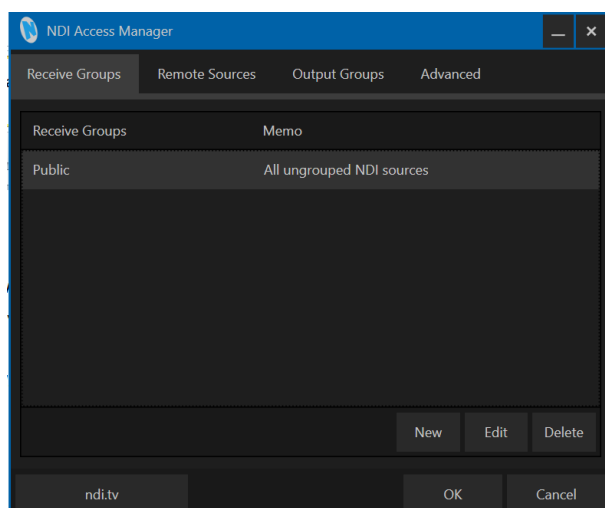 NDI Access Manager
Receive Groups Remote Sources Output Groups Advanced
Receive Groups Memo
Public All ungrouped NDI sources
New Edit Delete
ndi.tv OK Cancel